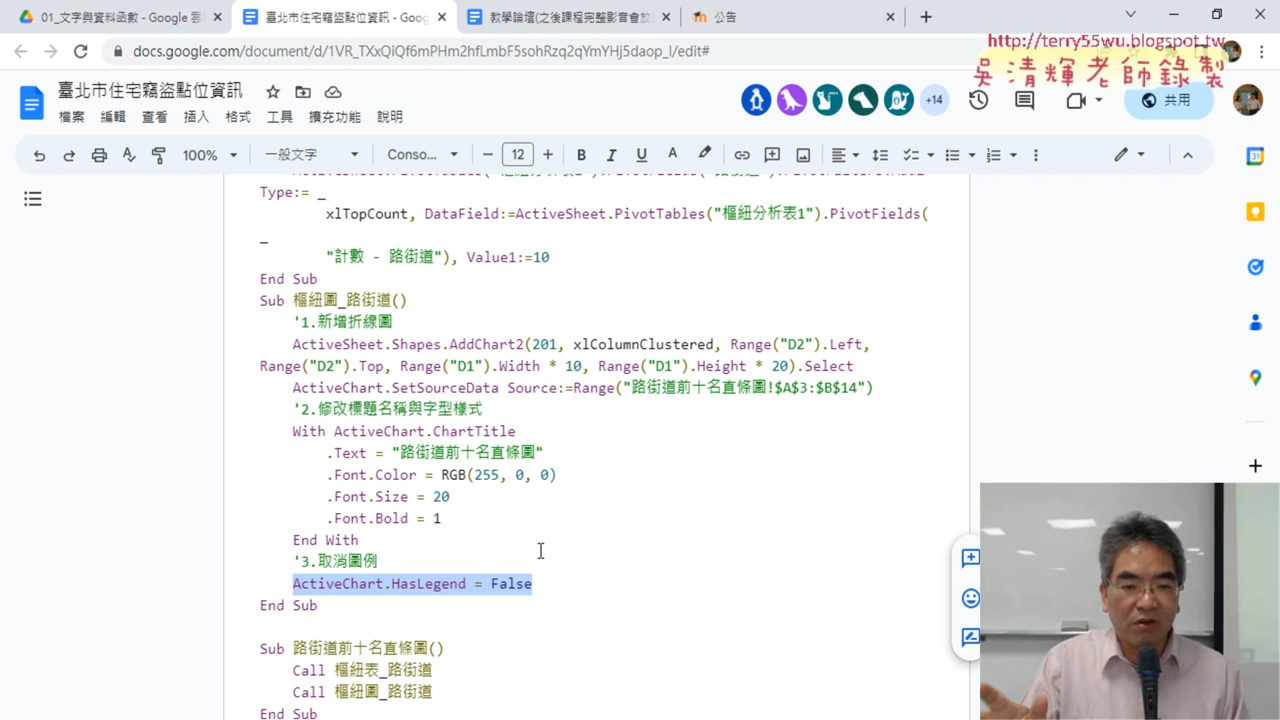 01_文字與資料函數 - Google 雲
臺北市住宅竊盜點位資訊 - Goog
教學論壇(之後課程完整影音會放
公告
docs.google.com/document/d/1VR_TXxQiQf6mPHm2hfLmbF5sohRzq2qYmYHj5daop_I/edit#
http://terry55wu.blogspot.tw
吳清輝老師錄製
臺北市住宅竊盜點位資訊
檔案 編輯 查看 插入 格式 工具 擴充功能 說明
+14
共用
100% 一般文字 Conso... 12 B I U A
Type:= _
xlTopCount, DataField:=ActiveSheet.PivotTables("樞紐分析表1").PivotFields(
_
"計數 - 路街道"), Value1:=10
End Sub
Sub 樞紐圖_路街道()
'1.新增折線圖
ActiveSheet.Shapes.AddChart2(201, xlColumnClustered, Range("D2").Left,
Range("D2").Top, Range("D1").Width * 10, Range("D1").Height * 20).Select
ActiveChart.SetSourceData Source:=Range("路街道前十名直條圖!$A$3:$B$14")
'2.修改標題名稱與字型樣式
With ActiveChart.ChartTitle
.Text = "路街道前十名直條圖"
.Font.Color = RGB(255, 0, 0)
.Font.Size = 20
.Font.Bold = 1
End With
'3.取消圖例
ActiveChart.HasLegend = False
End Sub
Sub 路街道前十名直條圖()
Call 樞紐表_路街道
Call 樞紐圖_路街道
End Sub